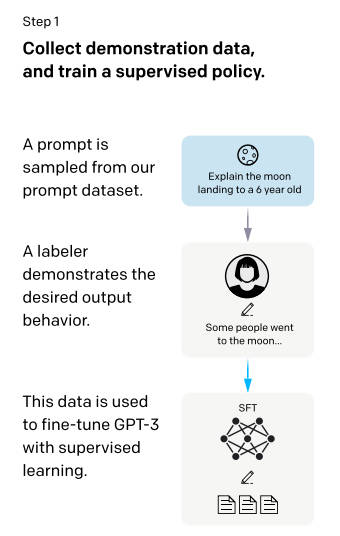 Step 1
Collect demonstration data,
and train a supervised policy.
A prompt is
sampled from our
prompt dataset.
Explain the moon
landing to a 6 year old
A labeler
demonstrates the
desired output
behavior.
Some people went
to the moon...
This data is used
to fine-tune GPT-3
with supervised
learning.
SFT